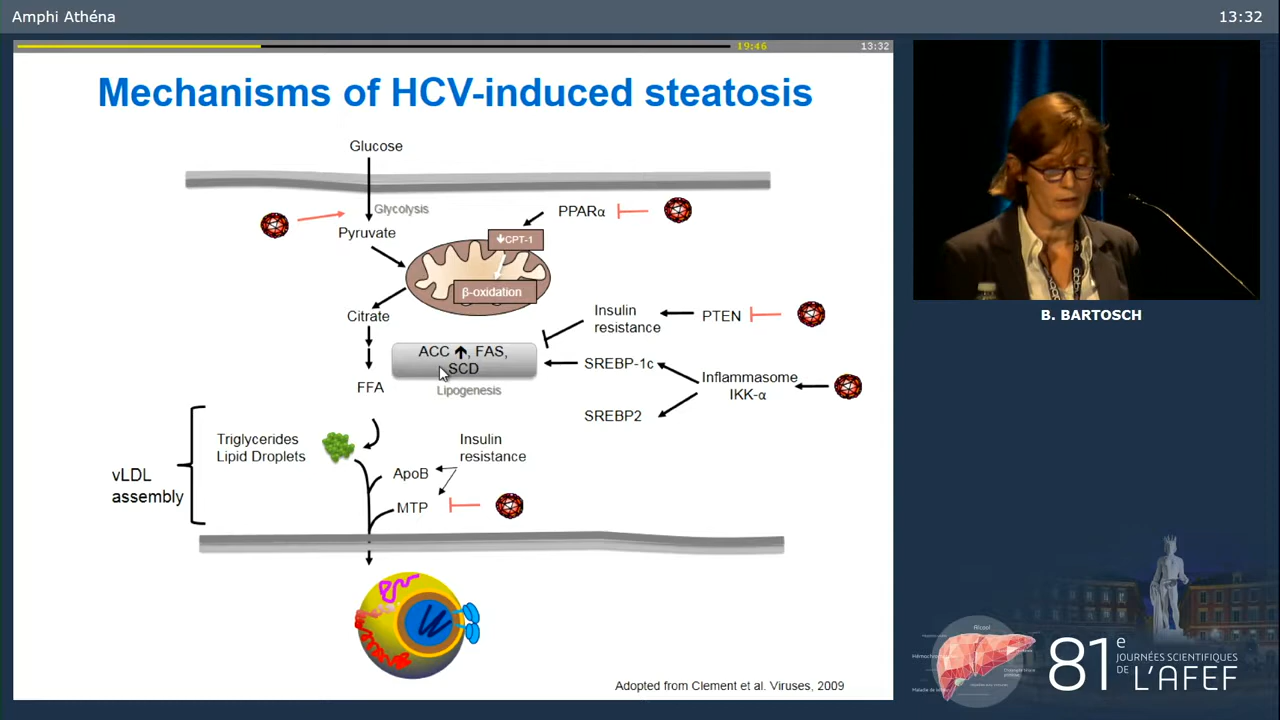 Amphi Athéna
13:32
19:46
13:32
Mechanisms of HCV-induced steatosis
Glucose
Glycolysis
PPARα
Pyruvate
CPT-1
β-oxidation
Citrate
Insulin
resistance
PTEN
ACC, FAS,
SCD
SREBP-1c
Inflammasome
IKK-α
FFA
Lipogenesis
SREBP2
Triglycerides
Lipid Droplets
Insulin
resistance
vLDL
assembly
ApoB
MTP
Adopted from Clement et al. Viruses, 2009
B. BARTOSCH
Alcool
81e
JOURNÉES SCIENTIFIQUES
DE L'AFEF